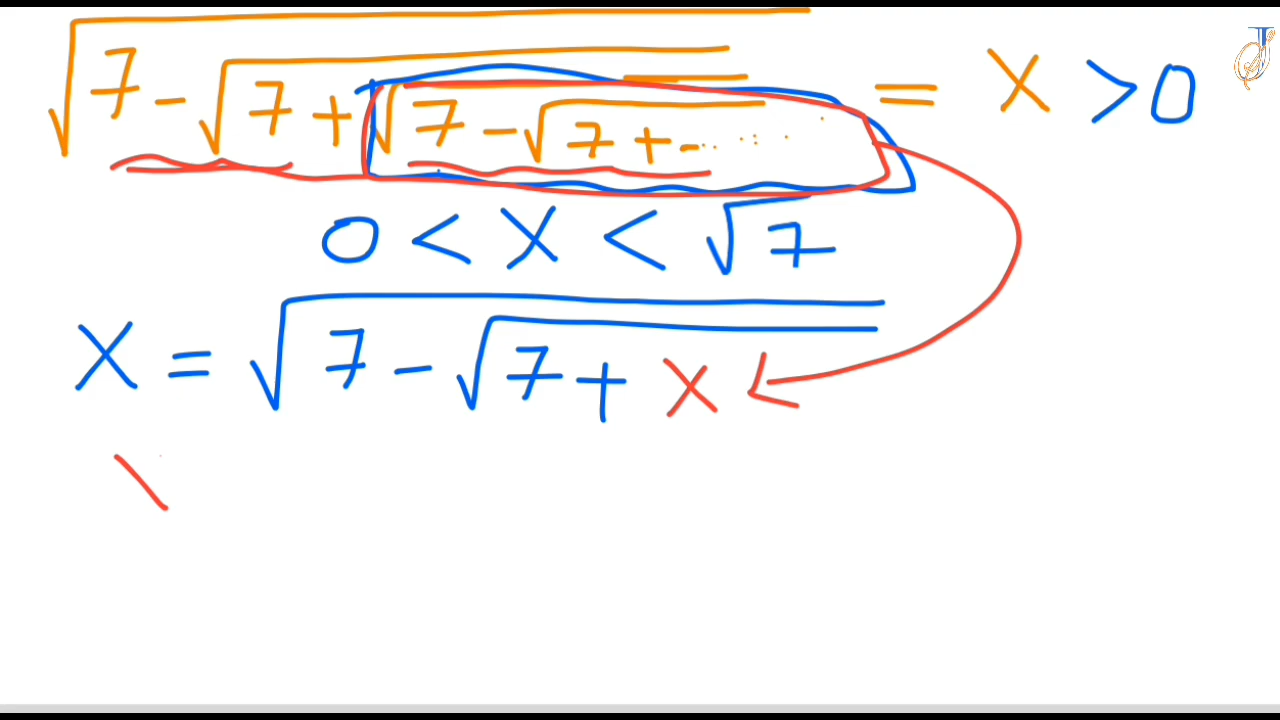 √(7-√(7+√(7-√(7+-······ = X >0
0 < X < √7
X = √(7-√(7+X
\